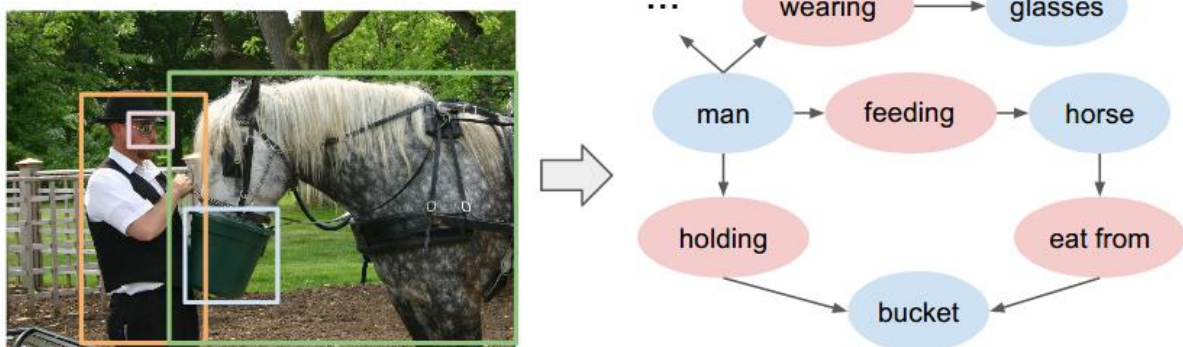 ...
wearing glasses
man feeding horse
holding eat from
bucket